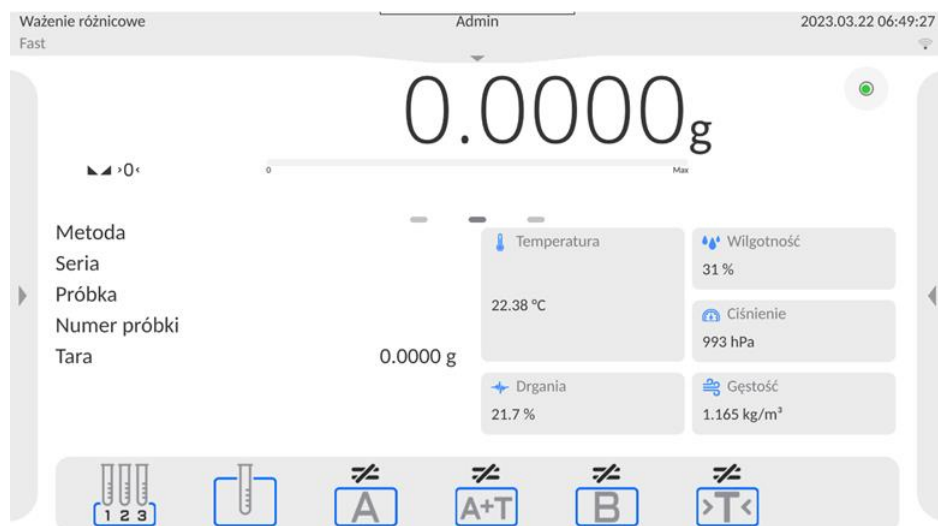 Ważenie różnicowe Admin 2023.03.22 06:49:27
Fast
0.0000g
›0‹ 0 Max
Metoda
Seria
Próbka
Numer próbki
Tara 0.0000 g
Temperatura
22.38 °C
Wilgotność
31 %
Ciśnienie
993 hPa
Drgania
21.7 %
Gęstość
1.165 kg/m³
1 2 3
A
A+T
B
>T<